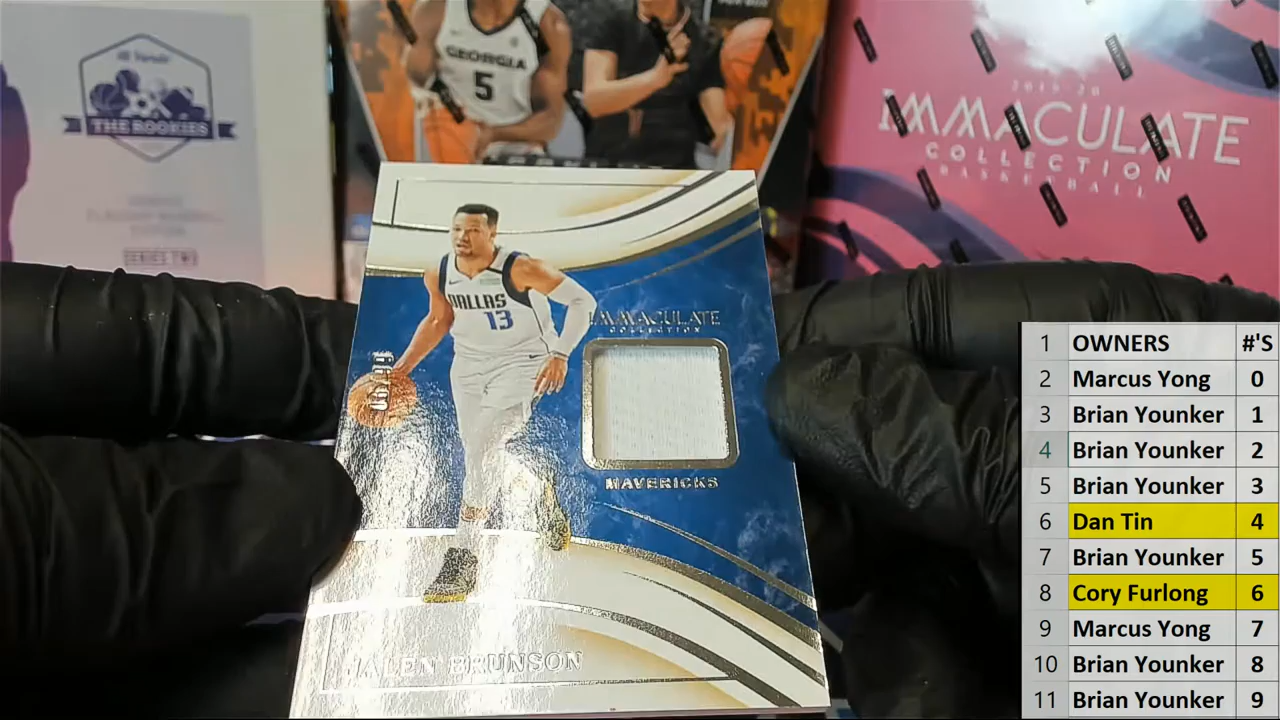 THE ROOKIES
SERIES TWO
GEORGIA
5
2019-20
IMMACULATE
COLLECTION
BASKETBALL
DALLAS
13
IMMACULATE
COLLECTION
MAVERICKS
JALEN BRUNSON
1 OWNERS #'S
2 Marcus Yong 0
3 Brian Younker 1
4 Brian Younker 2
5 Brian Younker 3
6 Dan Tin 4
7 Brian Younker 5
8 Cory Furlong 6
9 Marcus Yong 7
10 Brian Younker 8
11 Brian Younker 9